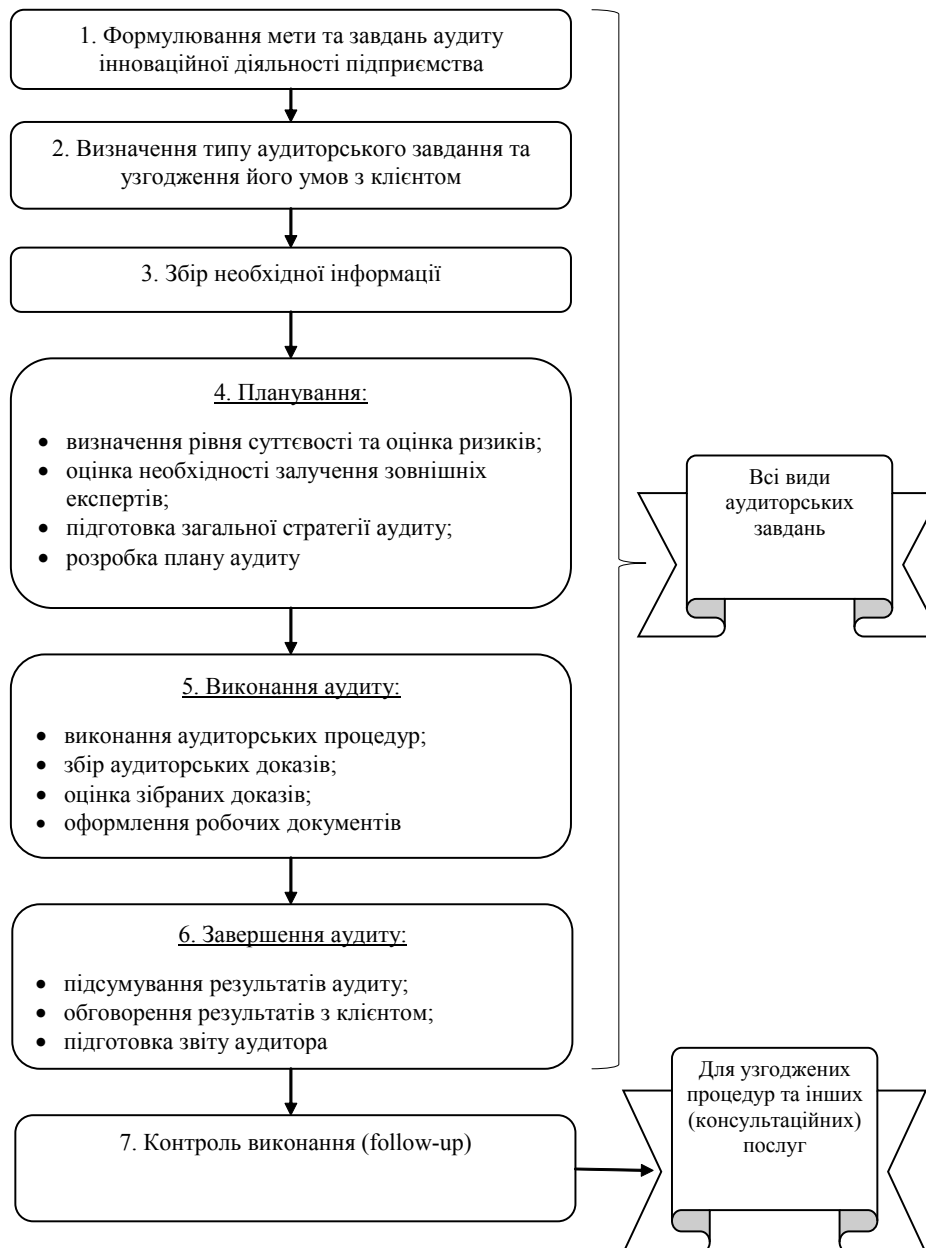 1. Формулювання мети та завдань аудиту
інноваційної діяльності підприємства
2. Визначення типу аудиторського завдання та
узгодження його умов з клієнтом
3. Збір необхідної інформації
4. Планування:
• визначення рівня суттєвості та оцінка ризиків;
• оцінка необхідності залучення зовнішніх
експертів;
• підготовка загальної стратегії аудиту;
• розробка плану аудиту
Всі види
аудиторських
завдань
5. Виконання аудиту:
• виконання аудиторських процедур;
• збір аудиторських доказів;
• оцінка зібраних доказів;
• оформлення робочих документів
6. Завершення аудиту:
• підсумування результатів аудиту;
• обговорення результатів з клієнтом;
• підготовка звіту аудитора
7. Контроль виконання (follow-up)
Для узгоджених
процедур та інших
(консультаційних)
послуг